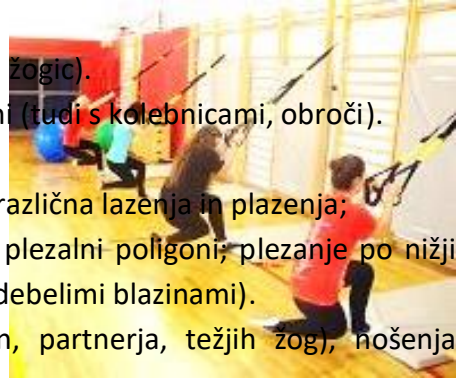 žogic).
ni (tudi s kolebnicami, obroči).
različna lazenja in plazenja;
plezalni poligoni; plezanje po nižji
debelimi blazinami).
n, partnerja, težjih žog), nošenja